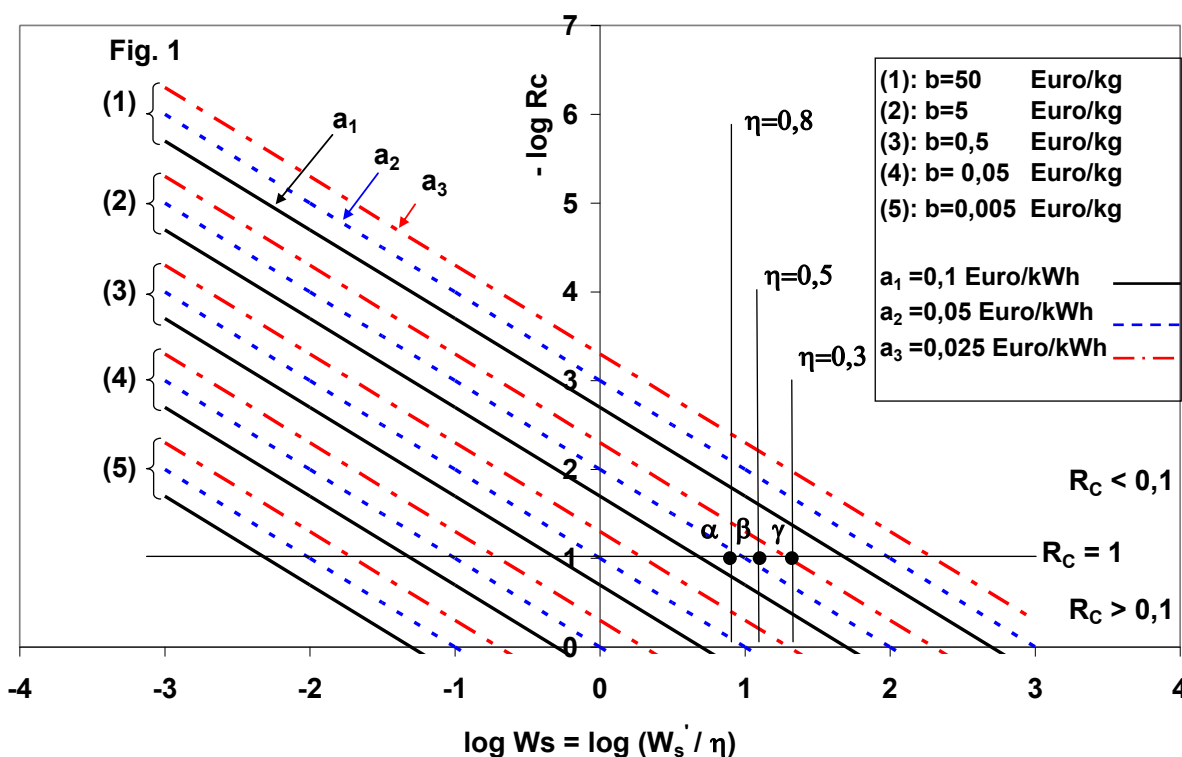 Fig. 1
- log Rc
7
6
5
4
3
2
1
0
(1)
(2)
(3)
(4)
(5)
a1
a2
a3
η=0,8
η=0,5
η=0,3
(1): b=50 Euro/kg
(2): b=5 Euro/kg
(3): b=0,5 Euro/kg
(4): b= 0,05 Euro/kg
(5): b=0,005 Euro/kg
a1 =0,1 Euro/kWh
a2 =0,05 Euro/kWh
a3 =0,025 Euro/kWh
α β γ
RC < 0,1
RC = 1
RC > 0,1
-4 -3 -2 -1 0 1 2 3 4
log Ws = log (Ws' / η)